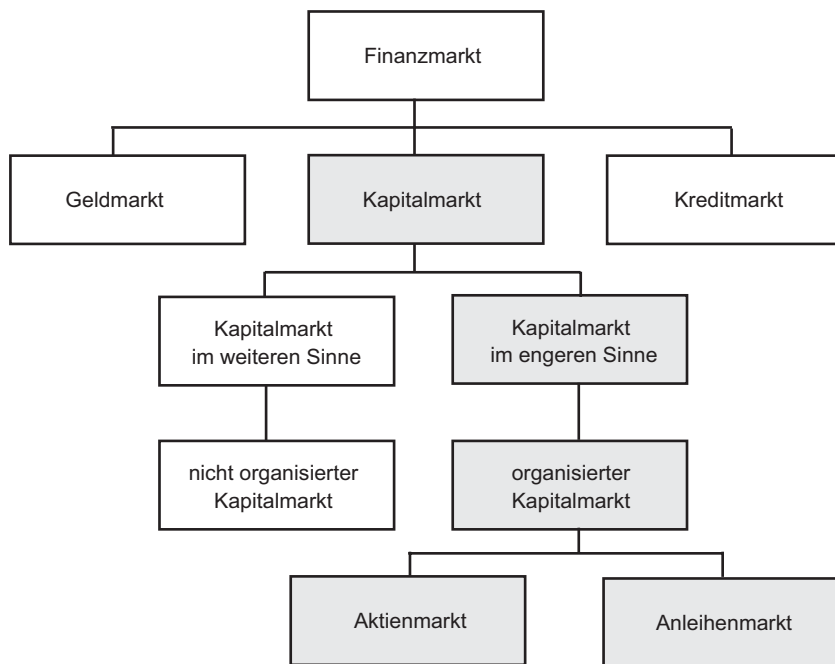 Finanzmarkt
Geldmarkt
Kapitalmarkt
Kreditmarkt
Kapitalmarkt
im weiteren Sinne
Kapitalmarkt
im engeren Sinne
nicht organisierter
Kapitalmarkt
organisierter
Kapitalmarkt
Aktienmarkt
Anleihenmarkt